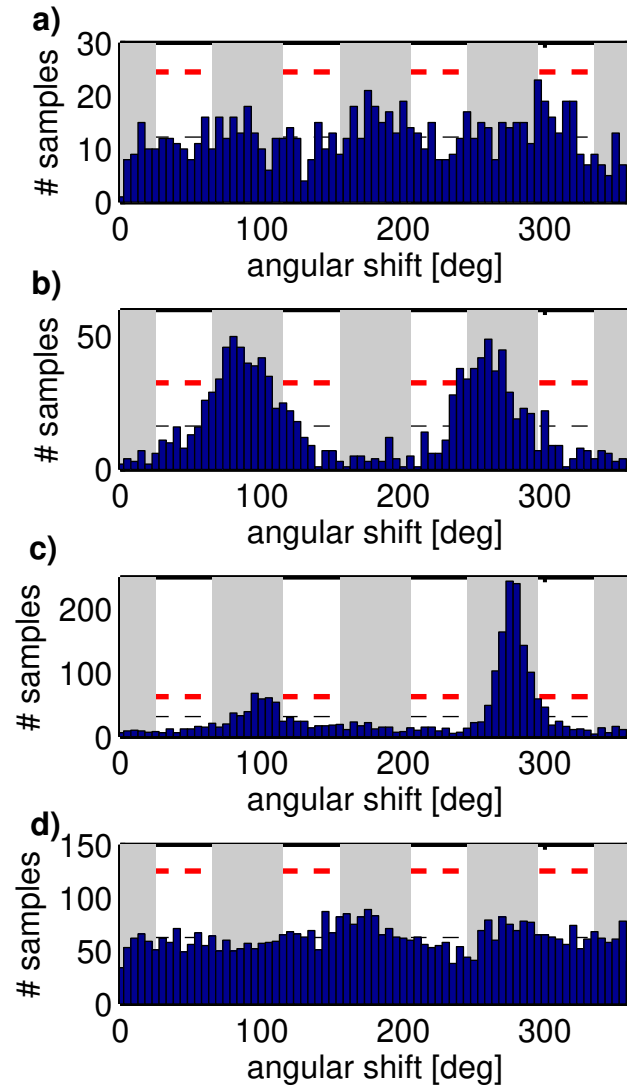 a)
30
20
10
0
# samples
0 100 200 300
angular shift [deg]
b)
50
0
# samples
0 100 200 300
angular shift [deg]
c)
200
100
0
# samples
0 100 200 300
angular shift [deg]
d)
150
100
50
0
# samples
0 100 200 300
angular shift [deg]